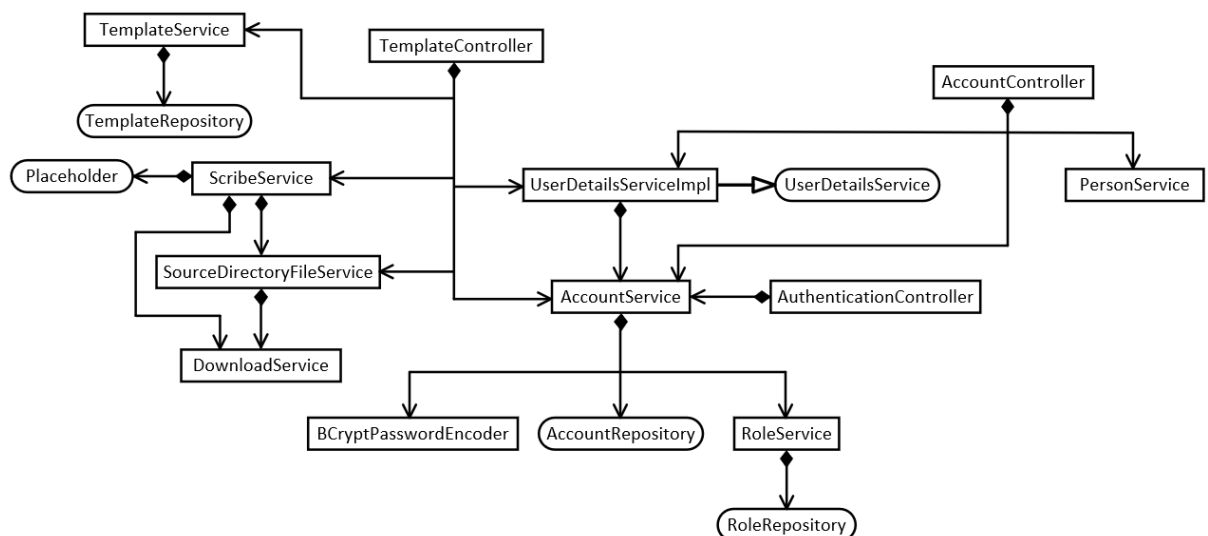 TemplateService
TemplateController
AccountController
TemplateRepository
Placeholder
ScribeService
UserDetailsServiceImpl
UserDetailsService
PersonService
SourceDirectoryFileService
AccountService
AuthenticationController
DownloadService
BCryptPasswordEncoder
AccountRepository
RoleService
RoleRepository